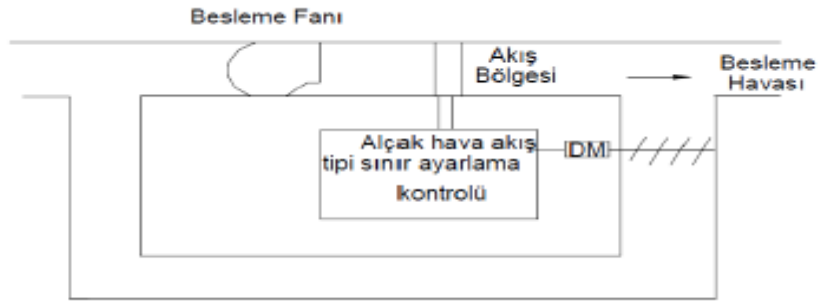 Besleme Fanı
Akış
Bölgesi
Besleme
Havası
Alçak hava akış
tipi sınır ayarlama
kontrolü
DM